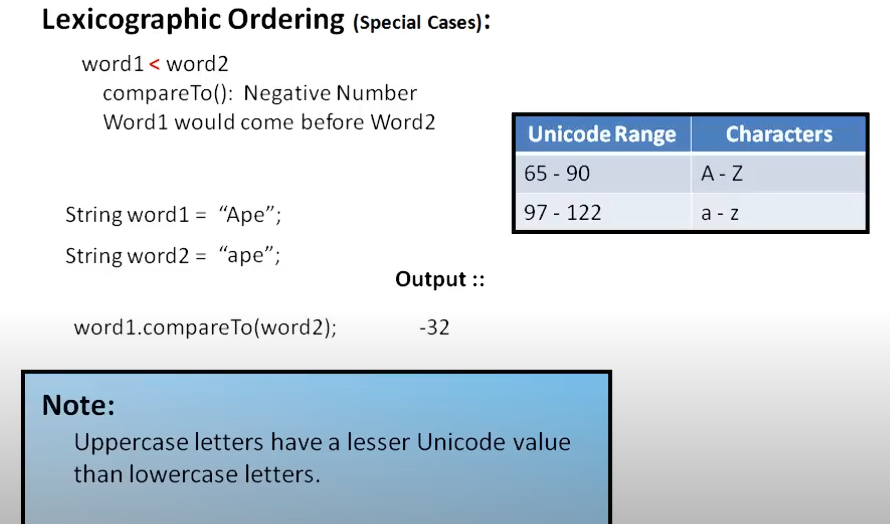 Lexicographic Ordering (Special Cases):
word1 < word2
compareTo(): Negative Number
Word1 would come before Word2
Unicode Range Characters
65 - 90 A - Z
97 - 122 a - z
String word1 = “Ape”;
String word2 = “ape”;
Output ::
word1.compareTo(word2); -32
Note:
Uppercase letters have a lesser Unicode value
than lowercase letters.